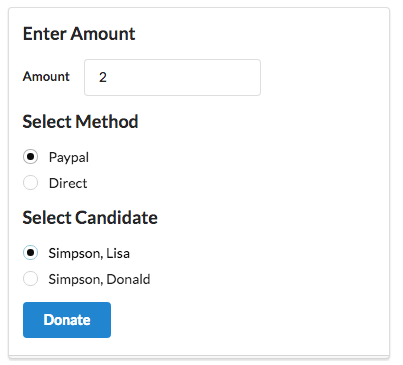 Enter Amount
Amount 2
Select Method
Paypal
Direct
Select Candidate
Simpson, Lisa
Simpson, Donald
Donate